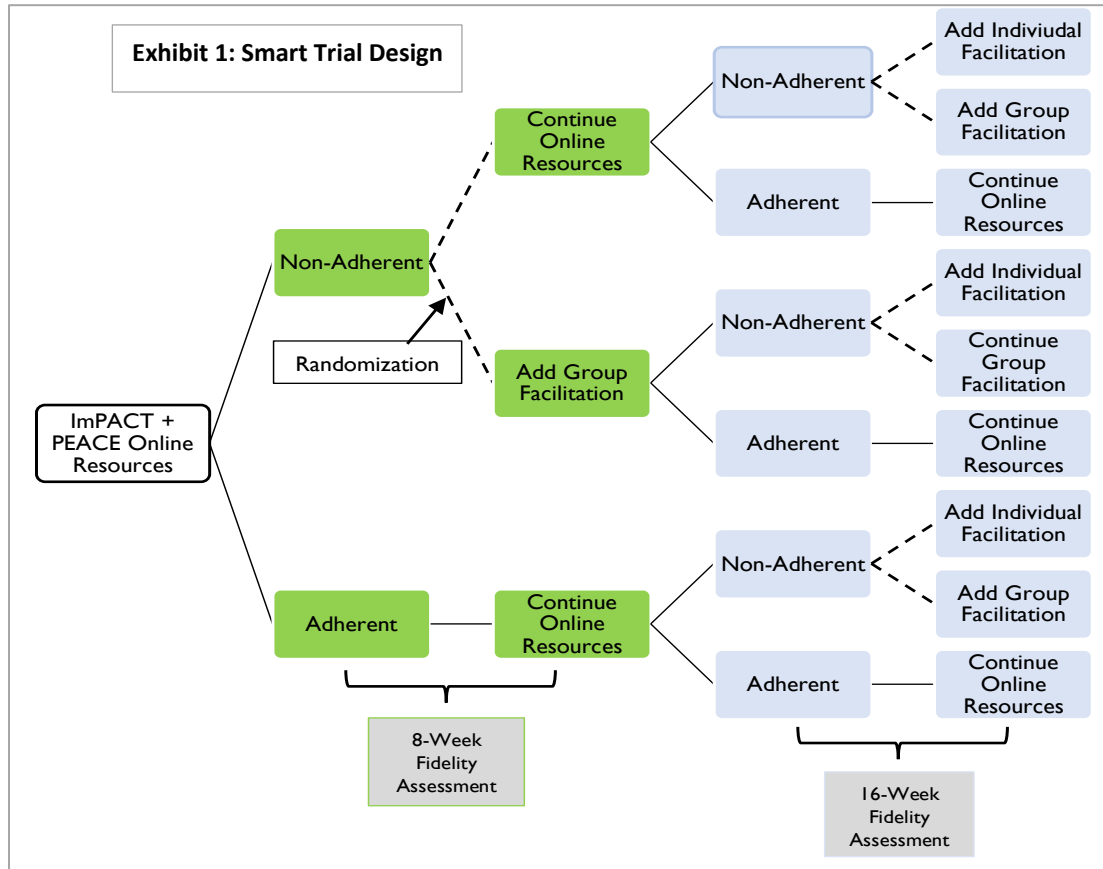 Exhibit 1: Smart Trial Design
ImPACT +
PEACE Online
Resources
Non-Adherent
Randomization
Adherent
Continue
Online
Resources
Add Group
Facilitation
Continue
Online
Resources
8-Week
Fidelity
Assessment
Non-Adherent
Add Indiviudal
Facilitation
Add Group
Facilitation
Adherent
Continue
Online
Resources
Non-Adherent
Add Individual
Facilitation
Continue
Group
Facilitation
Adherent
Continue
Online
Resources
Non-Adherent
Add Individual
Facilitation
Add Group
Facilitation
Adherent
Continue
Online
Resources
16-Week
Fidelity
Assessment